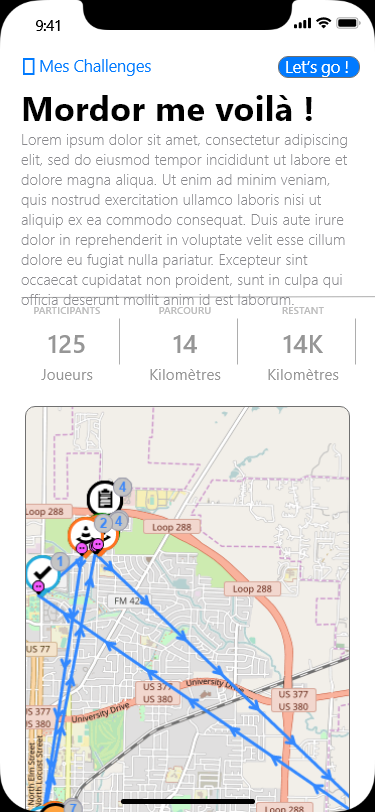 9:41
Mes Challenges
Let's go !
Mordor me voilà !
Lorem ipsum dolor sit amet, consectetur adipiscing
elit, sed do eiusmod tempor incididunt ut labore et
dolore magna aliqua. Ut enim ad minim veniam,
quis nostrud exercitation ullamco laboris nisi ut
aliquip ex ea commodo consequat. Duis aute irure
dolor in reprehenderit in voluptate velit esse cillum
dolore eu fugiat nulla pariatur. Excepteur sint
occaecat cupidatat non proident, sunt in culpa qui
officia deserunt mollit anim id est laborum.
PARTICIPANTS PARCOURU RESTANT
125 14 14K
Joueurs Kilomètres Kilomètres
4
Loop 288
2 4
Loop 288
1
Loop 288
FM 42
US 77
US 377
US 380
University Drive
US 377
US 380
University Drive
US 377
US 380
North Elm Street
North Locust Street
7